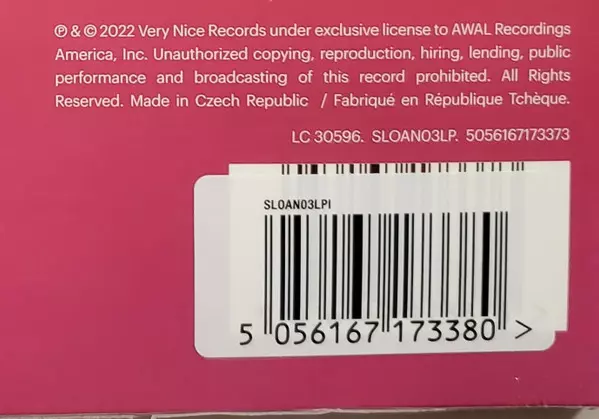 ℗ & © 2022 Very Nice Records under exclusive license to AWAL Recordings
America, Inc. Unauthorized copying, reproduction, hiring, lending, public
performance and broadcasting of this record prohibited. All Rights
Reserved. Made in Czech Republic / Fabriqué en République Tchèque.
LC 30596. SLOAN03LP. 5056167173373
SLOAN03LPI
5 056167 173380 >